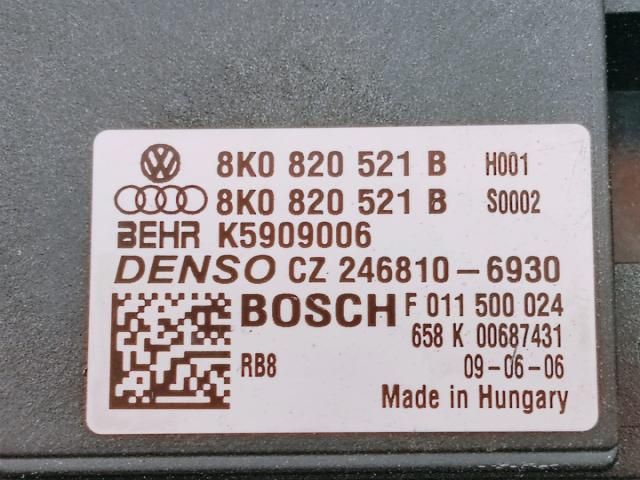 8K0 820 521 B H001
8K0 820 521 B S0002
BEHR K5909006
DENSO CZ 246810-6930
BOSCH F 011 500 024
658 K 00687431
RB8 09-06-06
Made in Hungary